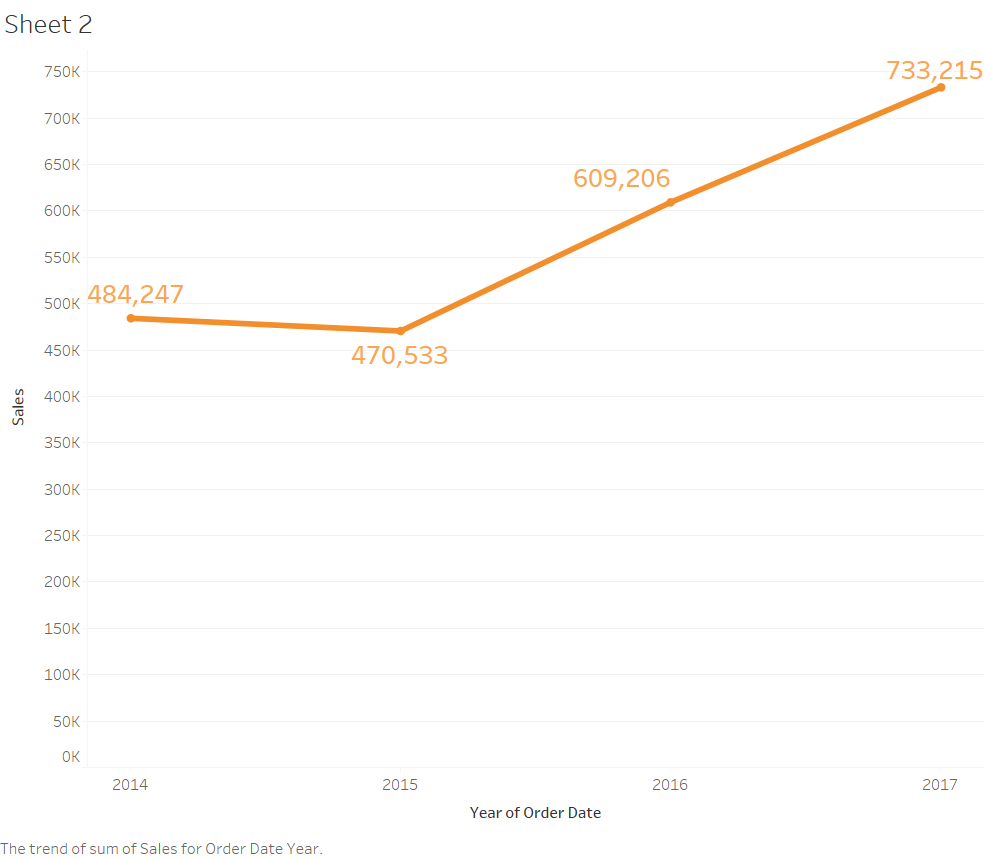 Sheet 2
750K
733,215
700K
650K
609,206
600K
550K
500K
484,247
450K
470,533
400K
Sales
350K
300K
250K
200K
150K
100K
50K
0K
2014 2015 2016 2017
Year of Order Date
The trend of sum of Sales for Order Date Year.